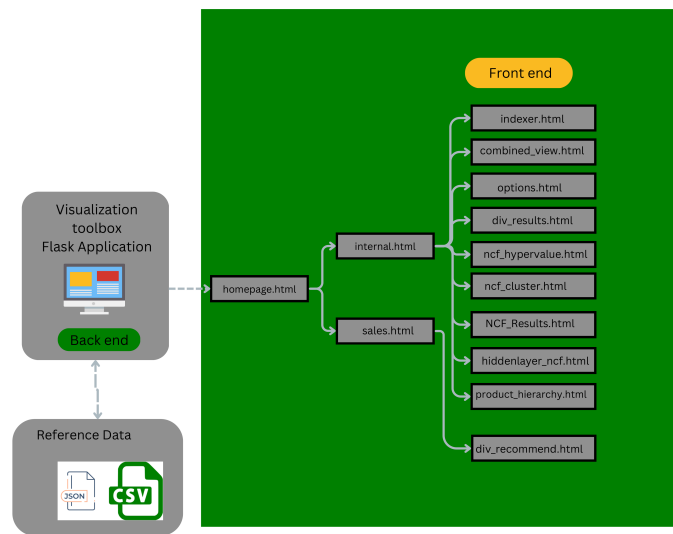 Front end
indexer.html
combined_view.html
options.html
div_results.html
ncf_hypervalue.html
ncf_cluster.html
NCF_Results.html
hiddenlayer_ncf.html
product_hierarchy.html
div_recommend.html
internal.html
sales.html
homepage.html
Visualization
toolbox
Flask Application
Back end
Reference Data
JSON
CSV